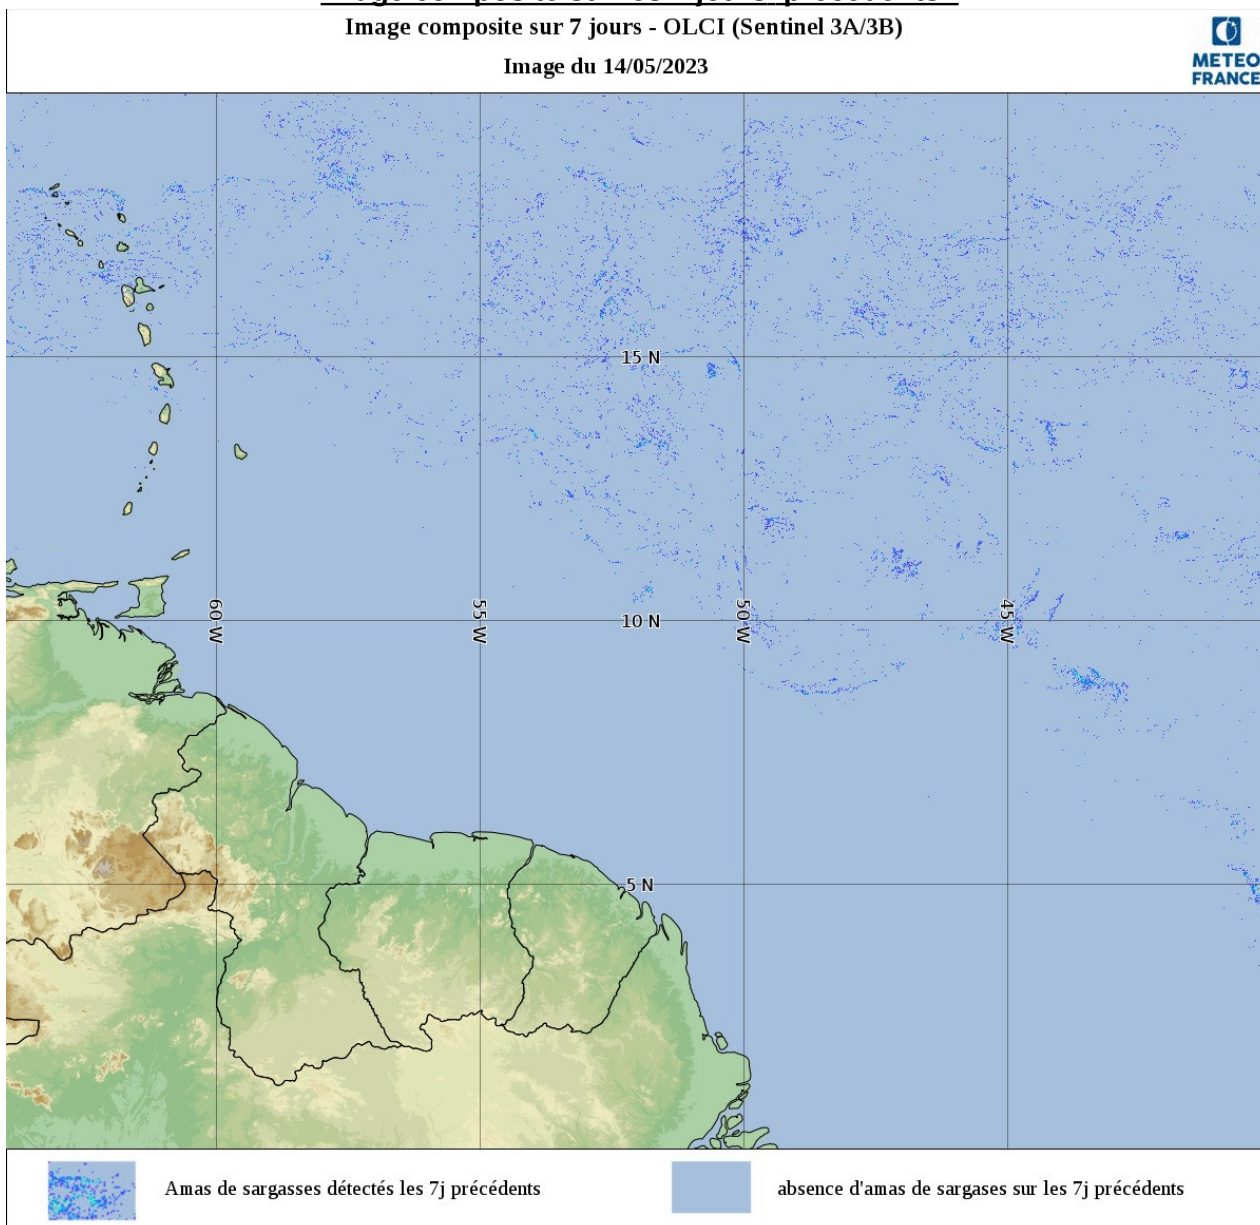 Image composite sur 7 jours - OLCI (Sentinel 3A/3B)
Image du 14/05/2023
METEO
FRANCE
15 N
60 W
55 W
10 N
50 W
45 W
5 N
Amas de sargasses détectés les 7j précédents
absence d'amas de sargases sur les 7j précédents